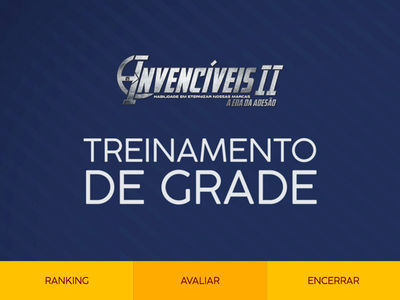 INVENCÍVEIS II
HABILIDADE EM ETERNIZAR NOSSAS MARCAS
A ERA DA ADESÃO
TREINAMENTO
DE GRADE
RANKING AVALIAR ENCERRAR